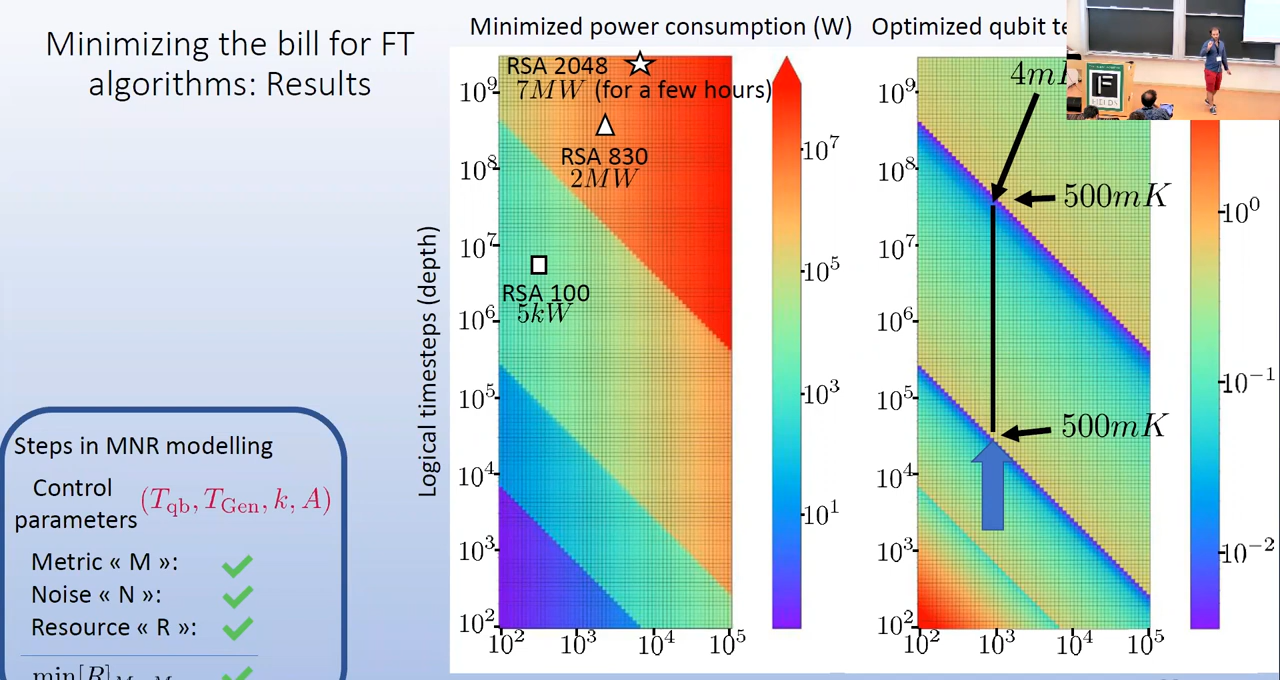 Minimizing the bill for FT
algorithms: Results
Steps in MNR modelling
Control
parameters
(T_qb, T_Gen, k, A)
Metric « M »:
Noise « N »:
Resource « R »:
Minimized power consumption (W)
Logical timesteps (depth)
10^9
10^8
10^7
10^6
10^5
10^4
10^3
10^2
10^2
10^3
10^4
10^5
RSA 2048
7MW (for a few hours)
RSA 830
2MW
RSA 100
5kW
10^7
10^5
10^3
10^1
Optimized qubit
10^9
10^8
10^7
10^6
10^5
10^4
10^3
10^2
10^2
10^3
10^4
10^5
500mK
500mK
10^0
10^-1
10^-2
F